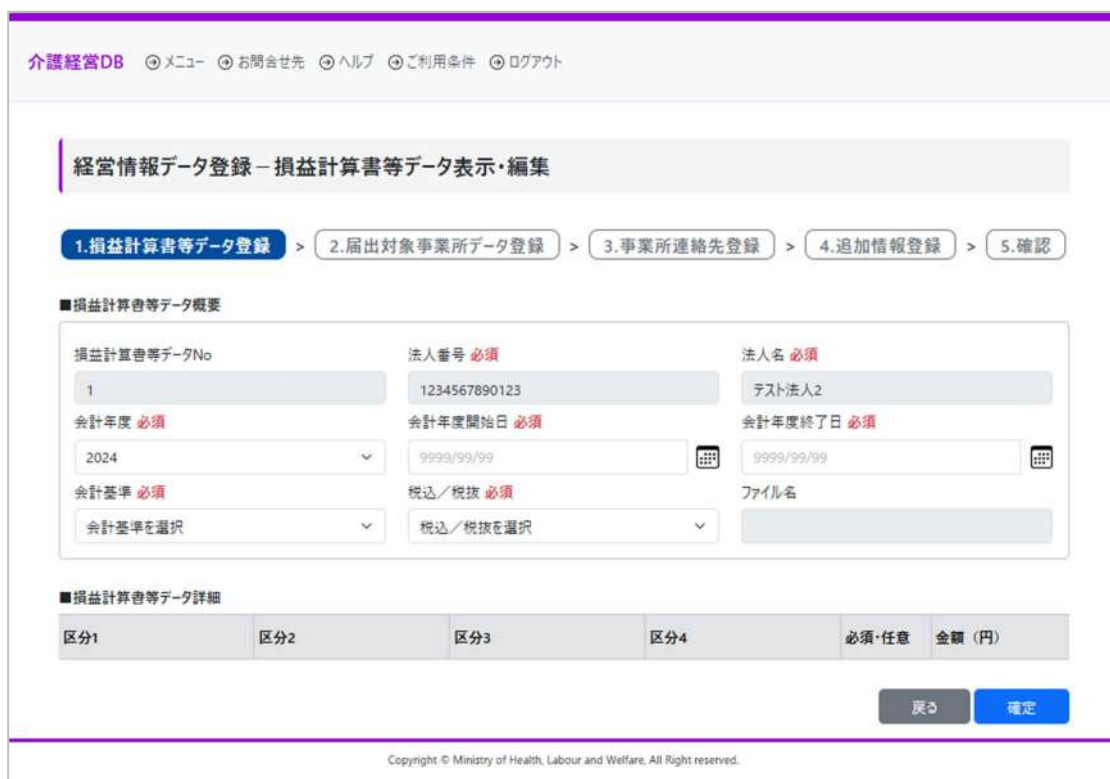 介護経営DB メニュー お問合せ先 ヘルプ ご利用条件 ログアウト
経営情報データ登録 – 損益計算書等データ表示・編集
1.損益計算書等データ登録 > 2.届出対象事業所データ登録 > 3.事業所連絡先登録 > 4.追加情報登録 > 5.確認
■損益計算書等データ概要
損益計算書等データNo 法人番号 必須 法人名 必須
1 1234567890123 テスト法人2
会計年度 必須 会計年度開始日 必須 会計年度終了日 必須
2024 9999/99/99 9999/99/99
会計基準 必須 税込／税抜 必須 ファイル名
会計基準を選択 税込／税抜を選択
■損益計算書等データ詳細
区分1 区分2 区分3 区分4 必須・任意 金額（円）
戻る 確定
Copyright © Ministry of Health, Labour and Welfare, All Right reserved.